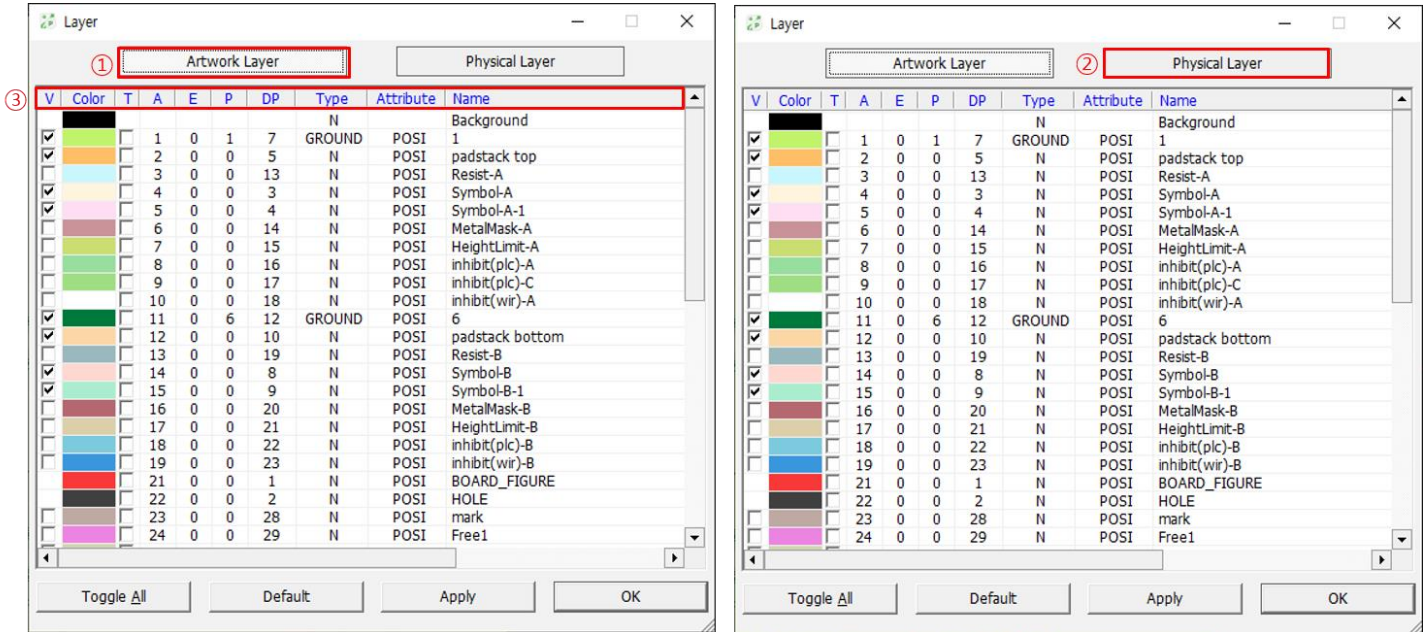 Layer
① Artwork Layer Physical Layer
③ V Color T A E P DP Type Attribute Name
N Background
1 0 1 7 GROUND POSI 1
2 0 0 5 N POSI padstack top
3 0 0 13 N POSI Resist-A
4 0 0 3 N POSI Symbol-A
5 0 0 4 N POSI Symbol-A-1
6 0 0 14 N POSI MetalMask-A
7 0 0 15 N POSI HeightLimit-A
8 0 0 16 N POSI inhibit(plc)-A
9 0 0 17 N POSI inhibit(plc)-C
10 0 0 18 N POSI inhibit(wir)-A
11 0 6 12 GROUND POSI 6
12 0 0 10 N POSI padstack bottom
13 0 0 19 N POSI Resist-B
14 0 0 8 N POSI Symbol-B
15 0 0 9 N POSI Symbol-B-1
16 0 0 20 N POSI MetalMask-B
17 0 0 21 N POSI HeightLimit-B
18 0 0 22 N POSI inhibit(plc)-B
19 0 0 23 N POSI inhibit(wir)-B
21 0 0 1 N POSI BOARD_FIGURE
22 0 0 2 N POSI HOLE
23 0 0 28 N POSI mark
24 0 0 29 N POSI Free1
Toggle All Default Apply OK
Layer
Artwork Layer ② Physical Layer
V Color T A E P DP Type Attribute Name
N Background
1 0 1 7 GROUND POSI 1
2 0 0 5 N POSI padstack top
3 0 0 13 N POSI Resist-A
4 0 0 3 N POSI Symbol-A
5 0 0 4 N POSI Symbol-A-1
6 0 0 14 N POSI MetalMask-A
7 0 0 15 N POSI HeightLimit-A
8 0 0 16 N POSI inhibit(plc)-A
9 0 0 17 N POSI inhibit(plc)-C
10 0 0 18 N POSI inhibit(wir)-A
11 0 6 12 GROUND POSI 6
12 0 0 10 N POSI padstack bottom
13 0 0 19 N POSI Resist-B
14 0 0 8 N POSI Symbol-B
15 0 0 9 N POSI Symbol-B-1
16 0 0 20 N POSI MetalMask-B
17 0 0 21 N POSI HeightLimit-B
18 0 0 22 N POSI inhibit(plc)-B
19 0 0 23 N POSI inhibit(wir)-B
21 0 0 1 N POSI BOARD_FIGURE
22 0 0 2 N POSI HOLE
23 0 0 28 N POSI mark
24 0 0 29 N POSI Free1
Toggle All Default Apply OK